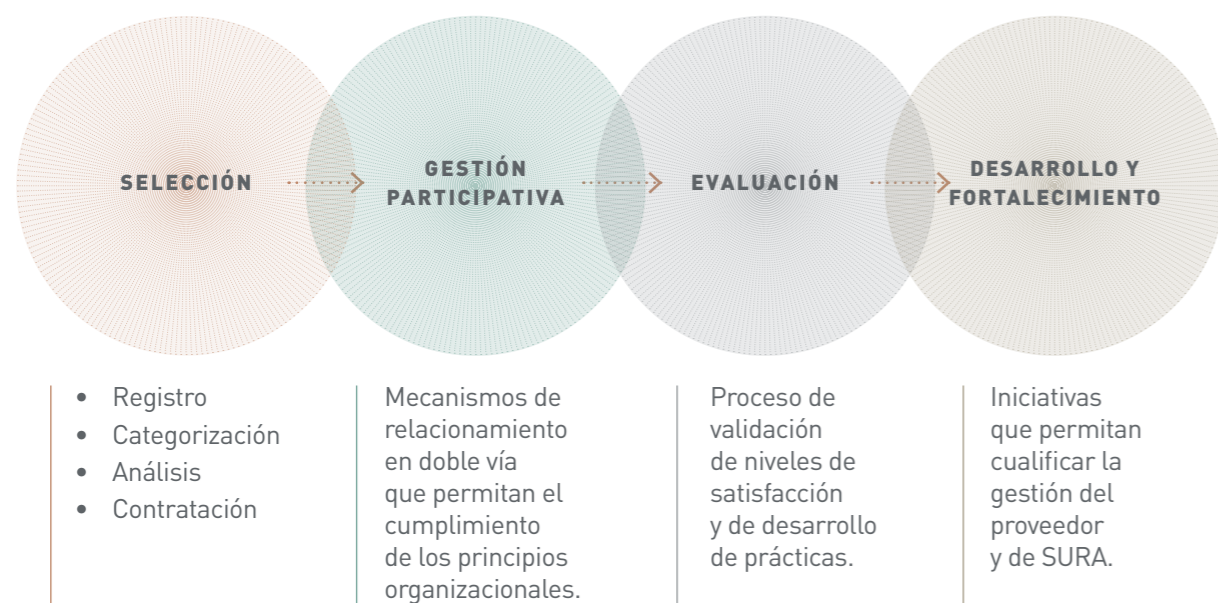 SELECCIÓN
GESTIÓN
PARTICIPATIVA
EVALUACIÓN
DESARROLLO Y
FORTALECIMIENTO
• Registro
• Categorización
• Análisis
• Contratación
Mecanismos de
relacionamiento
en doble vía
que permitan el
cumplimiento
de los principios
organizacionales.
Proceso de
validación
de niveles de
satisfacción
y de desarrollo
de prácticas.
Iniciativas
que permitan
cualificar la
gestión del
proveedor
y de SURA.